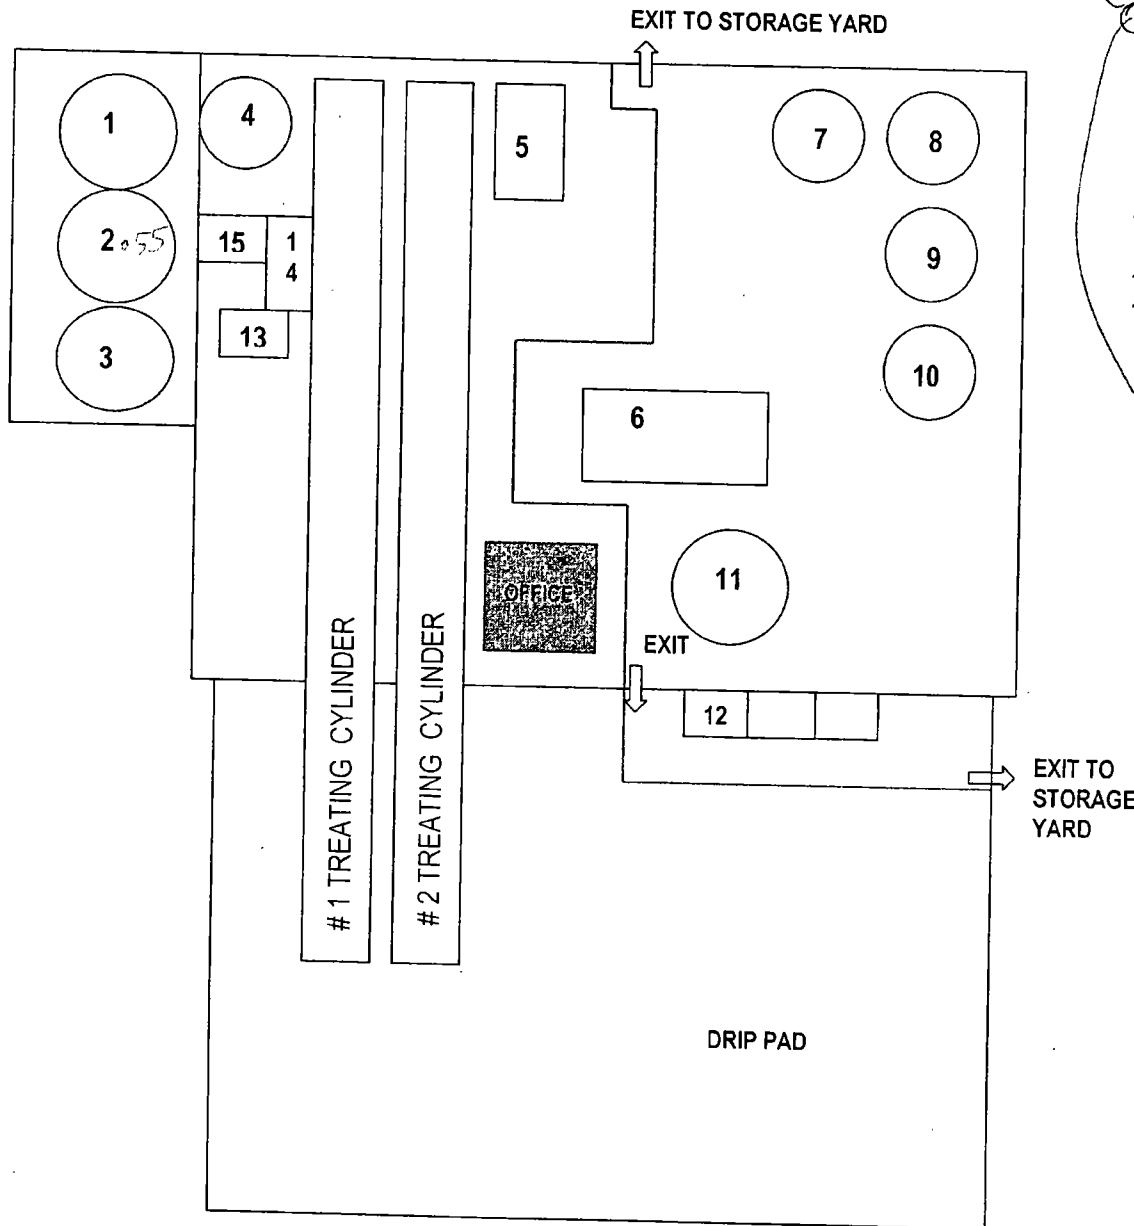 EXIT TO STORAGE YARD
1
4
5
7
8
2 .55
15
1
4
9
13
3
10
6
OFFICE
11
EXIT
12
#1 TREATING CYLINDER
#2 TREATING CYLINDER
EXIT TO
STORAGE
YARD
DRIP PAD